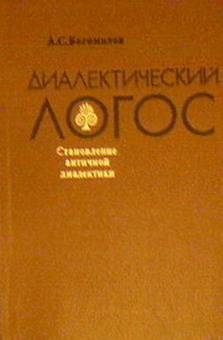 А.С.Богомолов
ДИАЛЕКТИЧЕСКИЙ
ЛОГОС
Становление
античной
диалектики